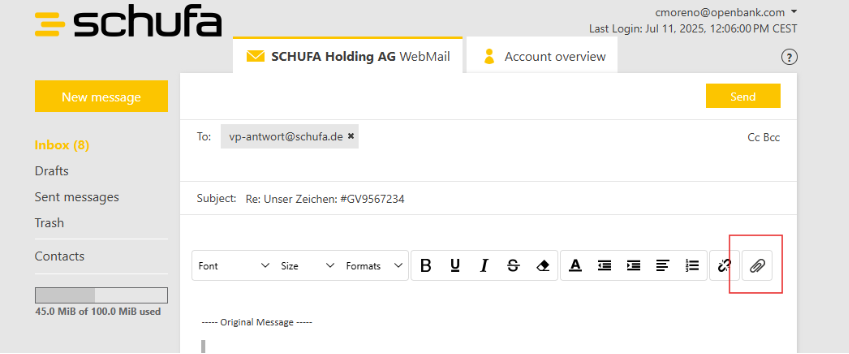 schufa
cmoreno@openbank.com
Last Login: Jul 11, 2025, 12:06:00 PM CEST
SCHUFA Holding AG WebMail
Account overview
?
New message
Send
To: vp-antwort@schufa.de ✖
Cc Bcc
Inbox (8)
Drafts
Sent messages
Trash
Contacts
45.0 MiB of 100.0 MiB used
Subject: Re: Unser Zeichen: #GV9567234
Font Size Formats B U I S A
----- Original Message -----